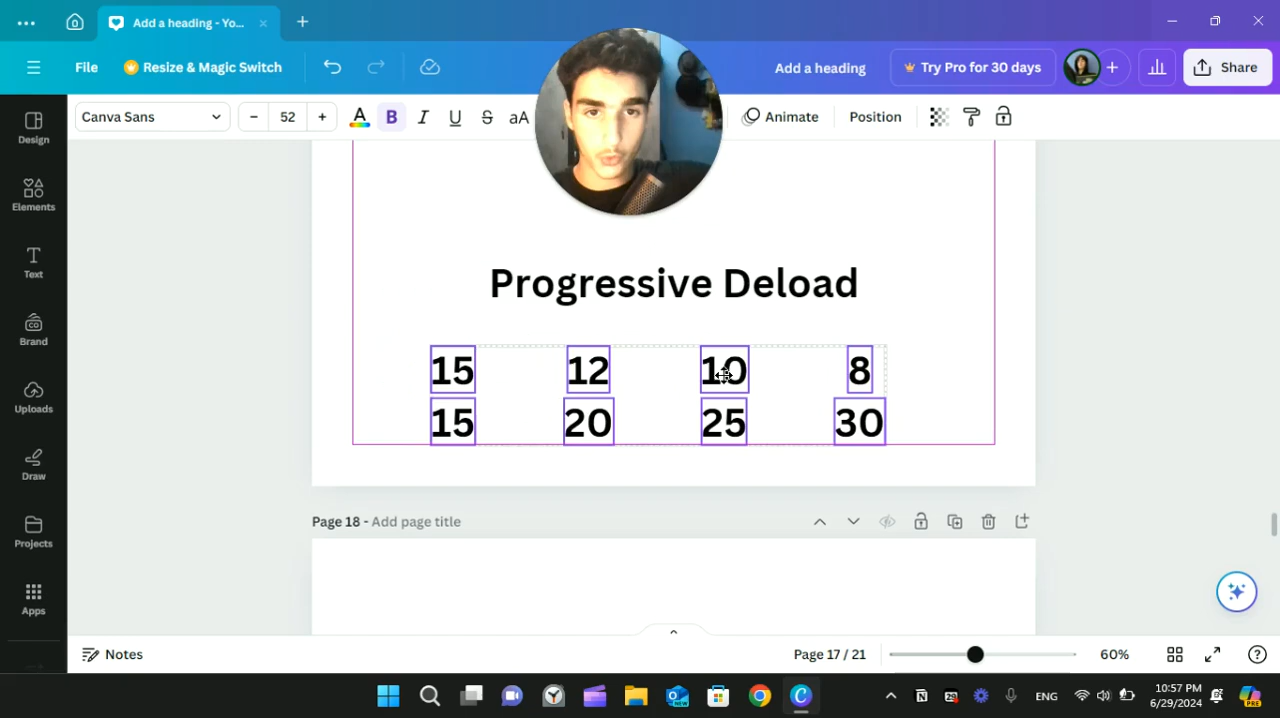 Add a heading - Yo...
File
Resize & Magic Switch
Add a heading
Try Pro for 30 days
Share
Canva Sans
– 52 +
A B I U S aA
Animate
Position
Design
Elements
Text
Brand
Uploads
Draw
Projects
Apps
Progressive Deload
15 12 10 8
15 20 25 30
Page 18 - Add page title
Notes
Page 17 / 21
60%
ENG
10:57 PM
6/29/2024